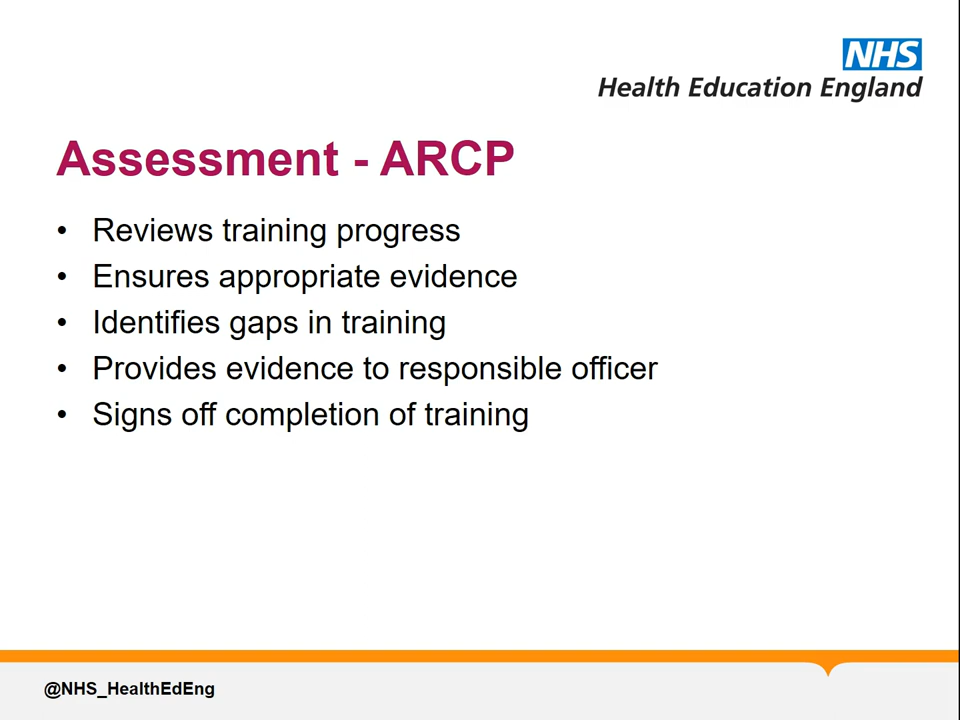 NHS
Health Education England
Assessment - ARCP
• Reviews training progress
• Ensures appropriate evidence
• Identifies gaps in training
• Provides evidence to responsible officer
• Signs off completion of training
@NHS_HealthEdEng